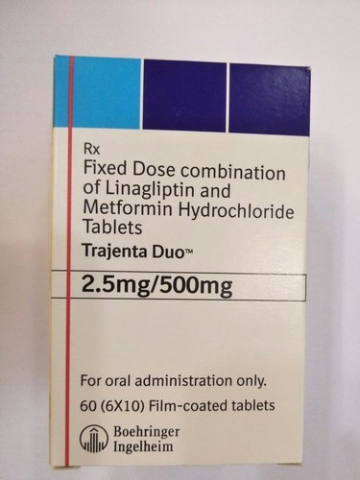 Rx
Fixed Dose combination
of Linagliptin and
Metformin Hydrochloride
Tablets
Trajenta Duo™
2.5mg/500mg
For oral administration only.
60 (6X10) Film-coated tablets
Boehringer
Ingelheim